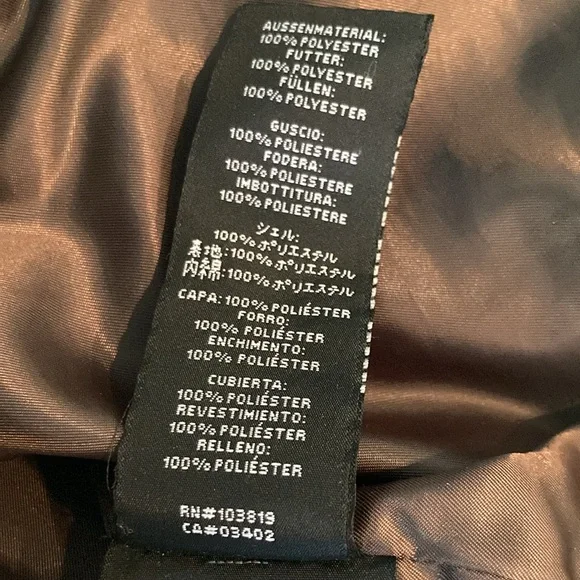 AUSSENMATERIAL:
100% POLYESTER
FUTTER:
100% POLYESTER
FÜLLEN:
100% POLYESTER
GUSCIO:
100% POLIESTERE
FODERA:
100% POLIESTERE
IMBOTTITURA:
100% POLIESTERE
シェル:
100% ポリエステル
裏地:100% ポリエステル
内綿:100% ポリエステル
CAPA: 100% POLIÉSTER
FORRO:
100% POLIÉSTER
ENCHIMENTO:
100% POLIÉSTER
CUBIERTA:
100% POLIÉSTER
REVESTIMIENTO:
100% POLIÉSTER
RELLENO:
100% POLIÉSTER
RN#103819
CA#03402